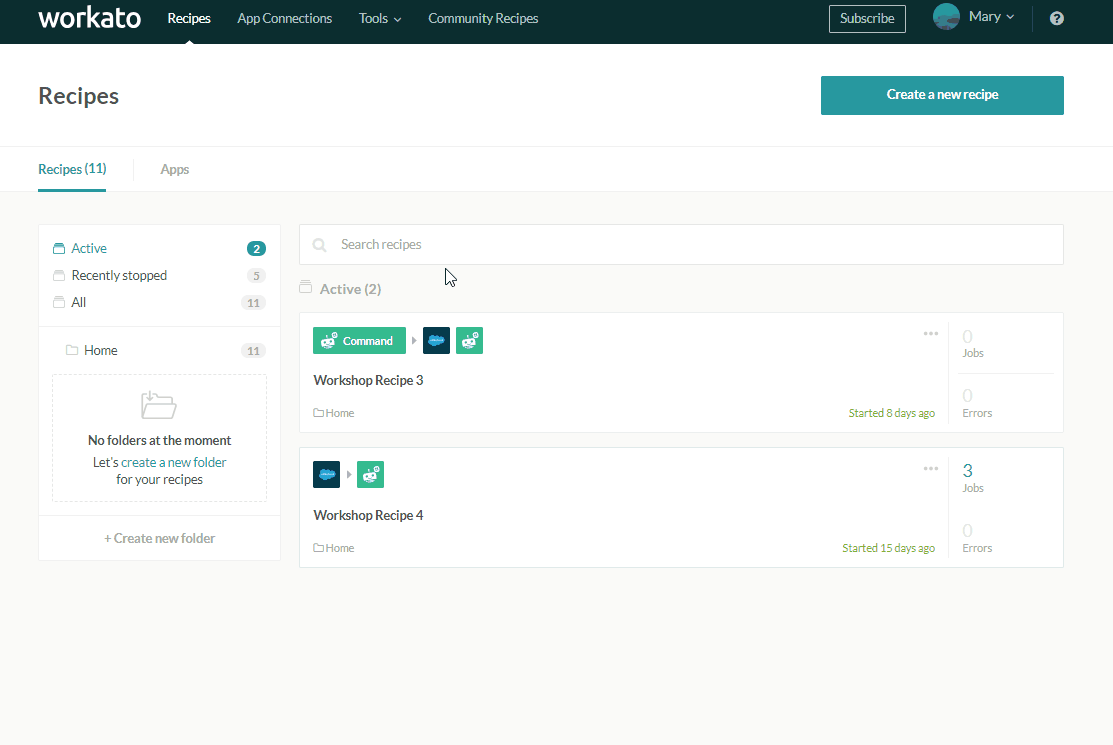 workato
Recipes
App Connections
Tools
Community Recipes
Subscribe
Mary
?
Recipes
Create a new recipe
Recipes (11)
Apps
Active 2
Recently stopped 5
All 11
Home 11
No folders at the moment
Let's create a new folder
for your recipes
+ Create new folder
Search recipes
Active (2)
Command
Workshop Recipe 3
Home
Started 8 days ago
0
Jobs
0
Errors
Workshop Recipe 4
Home
Started 15 days ago
3
Jobs
0
Errors